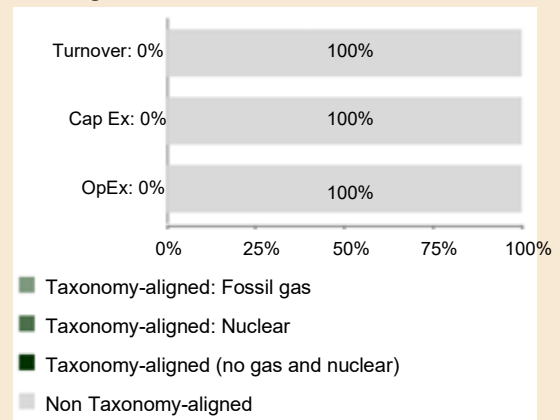 Turnover: 0% 100%
Cap Ex: 0% 100%
OpEx: 0% 100%
0% 25% 50% 75% 100%
Taxonomy-aligned: Fossil gas
Taxonomy-aligned: Nuclear
Taxonomy-aligned (no gas and nuclear)
Non Taxonomy-aligned